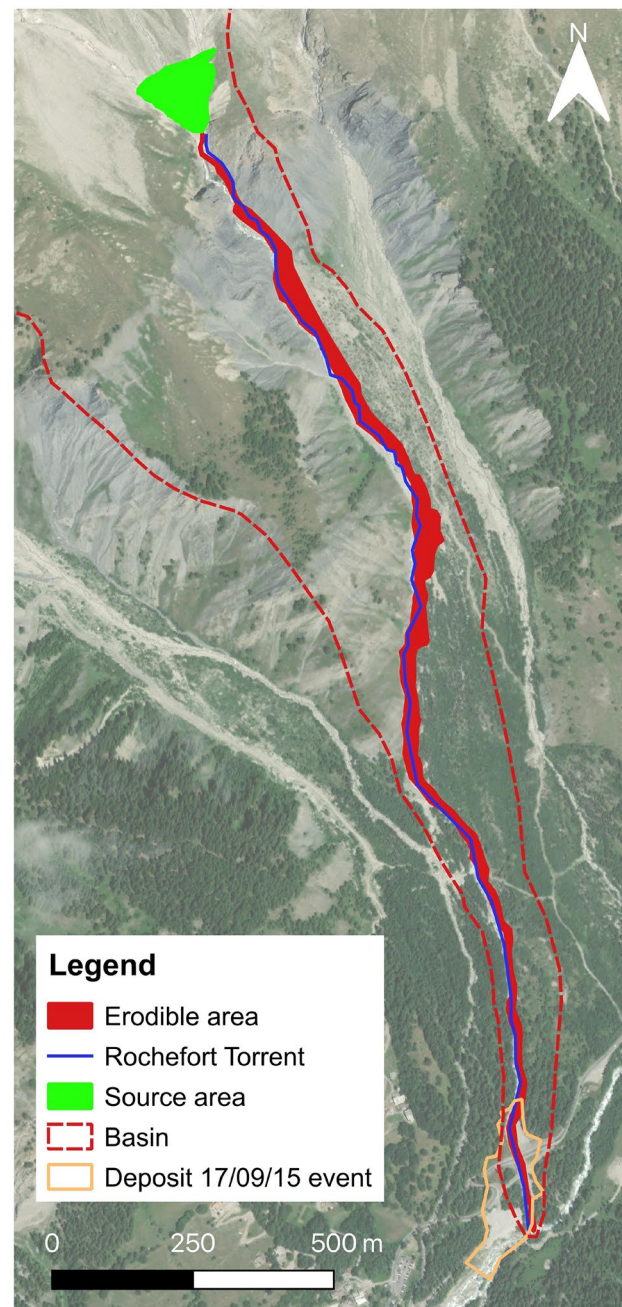 N
Legend
Erodible area
Rochefort Torrent
Source area
Basin
Deposit 17/09/15 event
0 250 500 m